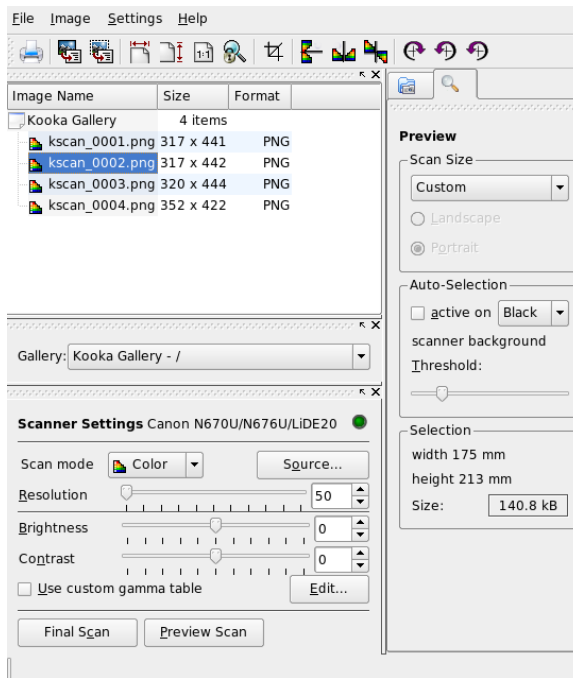 File Image Settings Help
1:1
Image Name Size Format
Kooka Gallery 4 items
kscan_0001.png 317 x 441 PNG
kscan_0002.png 317 x 442 PNG
kscan_0003.png 320 x 444 PNG
kscan_0004.png 352 x 422 PNG
Gallery: Kooka Gallery - /
Scanner Settings Canon N670U/N676U/LiDE20
Scan mode Color Source...
Resolution 50
Brightness 0
Contrast 0
Use custom gamma table Edit...
Final Scan Preview Scan
Preview
Scan Size
Custom
Landscape
Portrait
Auto-Selection
active on Black
scanner background
Threshold:
Selection
width 175 mm
height 213 mm
Size: 140.8 kB